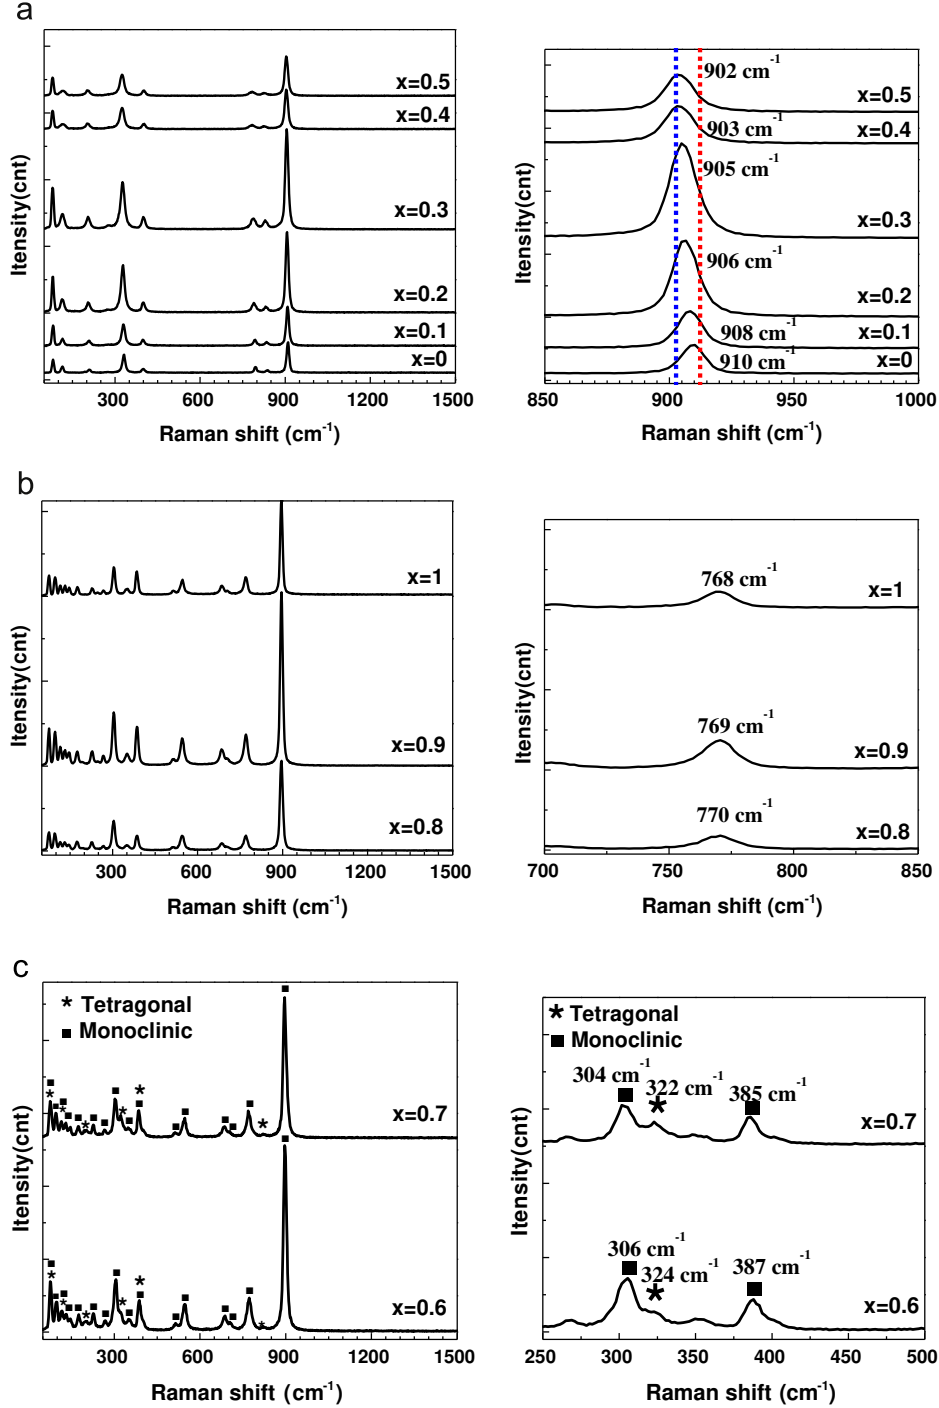 a
x=0.5
x=0.4
x=0.3
x=0.2
x=0.1
x=0
Itensity(cnt)
300 600 900 1200 1500
Raman shift (cm-1)
902 cm-1
x=0.5
903 cm-1
x=0.4
905 cm-1
x=0.3
906 cm-1
x=0.2
908 cm-1
x=0.1
910 cm-1
x=0
Itensity(cnt)
850 900 950 1000
Raman shift (cm-1)
b
x=1
x=0.9
x=0.8
Itensity(cnt)
300 600 900 1200 1500
Raman shift (cm-1)
768 cm-1
x=1
769 cm-1
x=0.9
770 cm-1
x=0.8
Itensity(cnt)
700 750 800 850
Raman shift (cm-1)
c
* Tetragonal
■ Monoclinic
x=0.7
x=0.6
Itensity(cnt)
300 600 900 1200 1500
Raman shift (cm-1)
* Tetragonal
■ Monoclinic
304 cm-1
322 cm-1
385 cm-1
x=0.7
306 cm-1
324 cm-1
387 cm-1
x=0.6
Itensity(cnt)
250 300 350 400 450 500
Raman shift (cm-1)